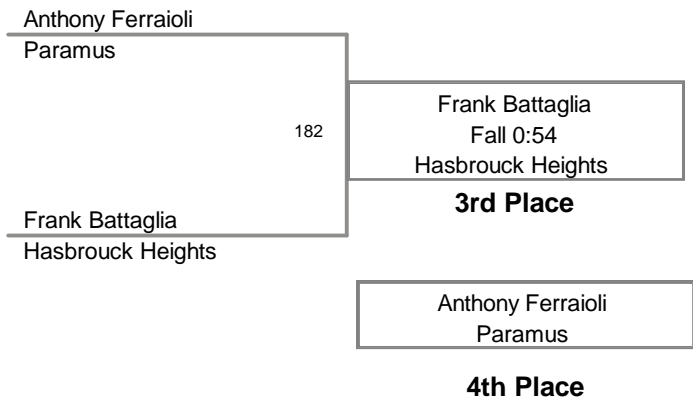 Anthony Ferraioli
Paramus
182
Frank Battaglia
Fall 0:54
Hasbrouck Heights
3rd Place
Frank Battaglia
Hasbrouck Heights
Anthony Ferraioli
Paramus
4th Place